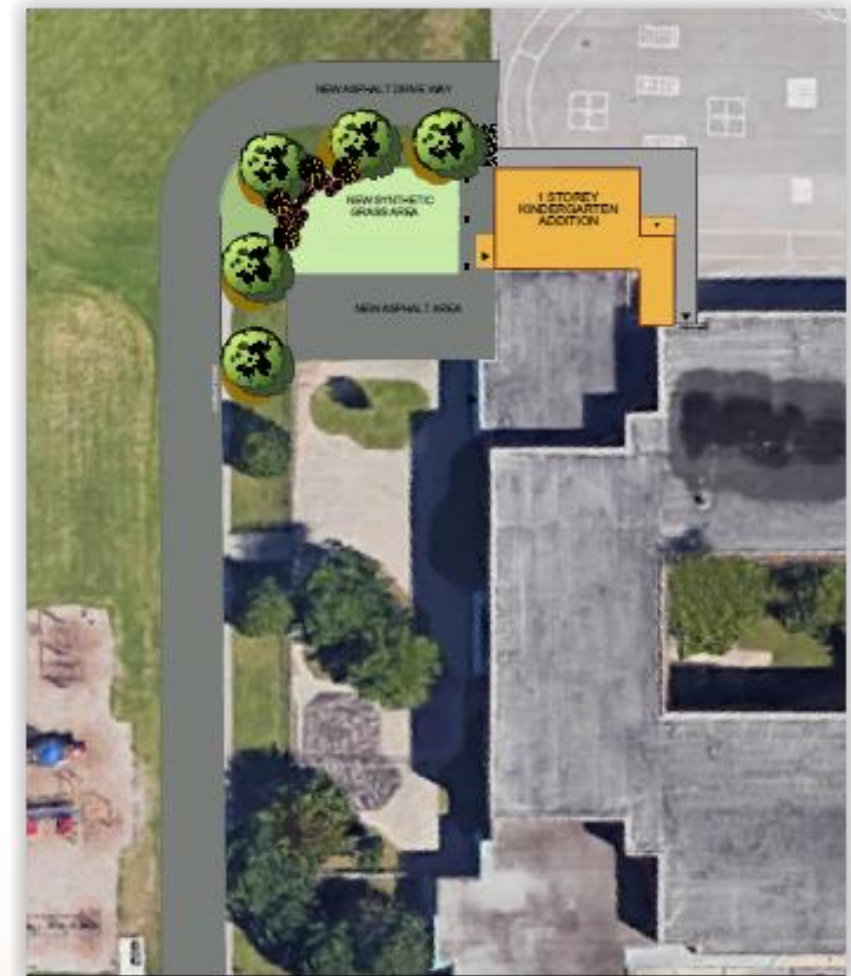 NEW ASPHALT DRIVE WAY
NEW SYNTHETIC
GRASS AREA
1 STOREY
KINDERGARTEN
ADDITION
NEW ASPHALT AREA